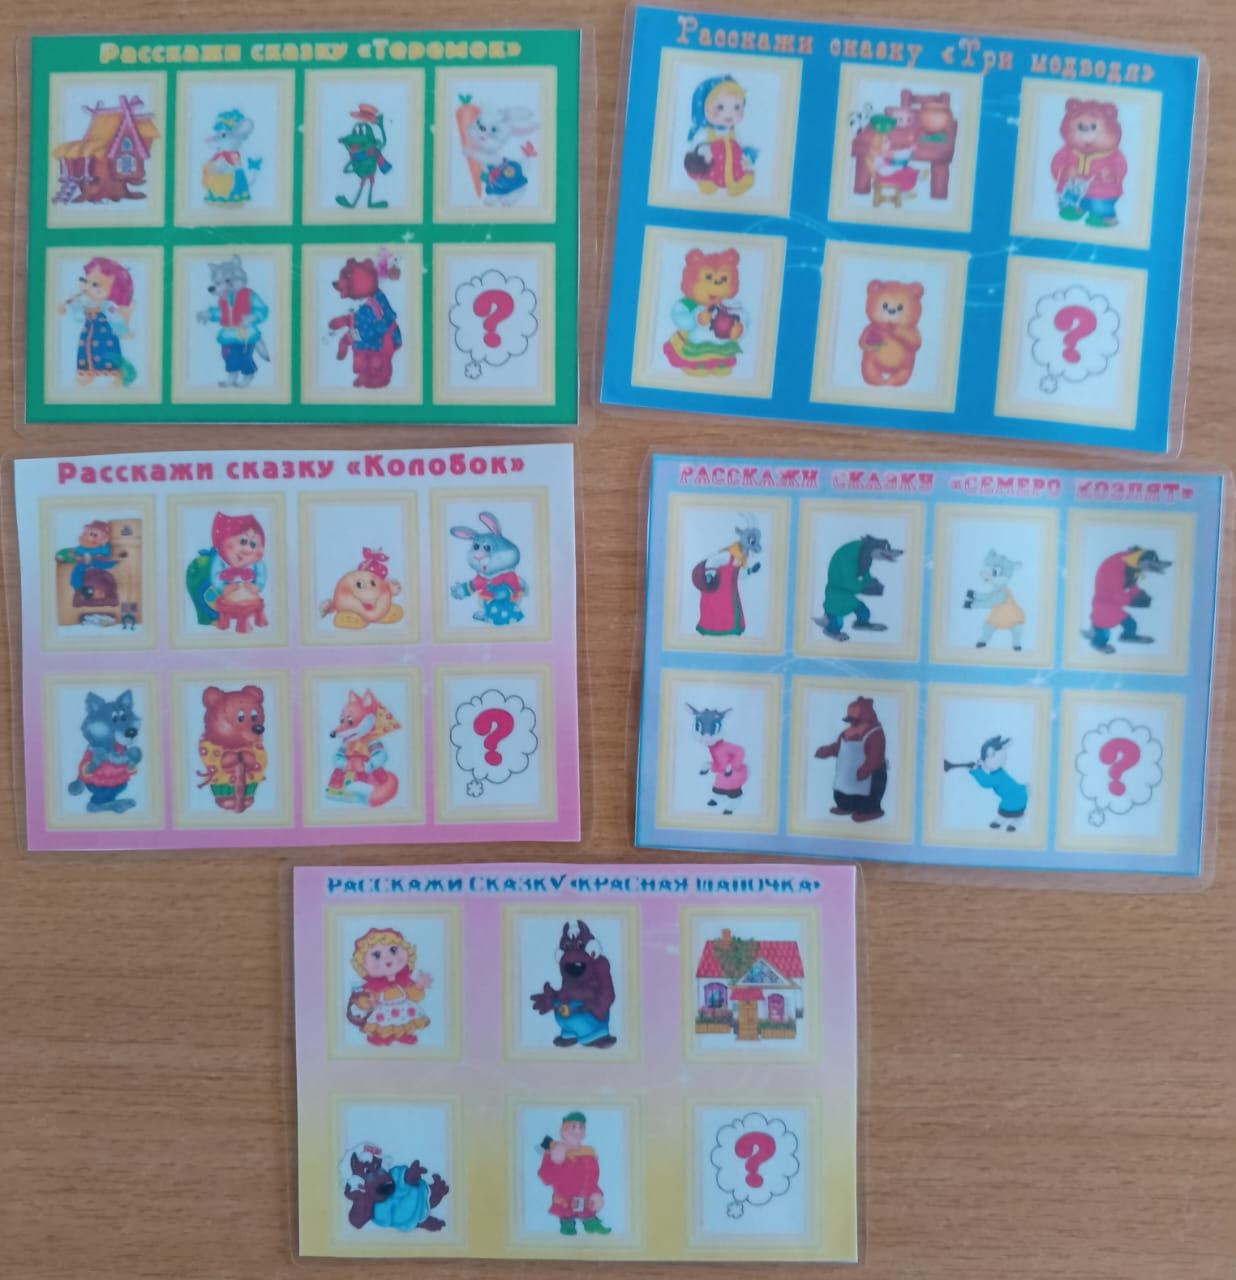 Расскажи сказку «Теремок»
?
Расскажи сказку «Три медведя»
?
Расскажи сказку «Колобок»
?
РАССКАЖИ СКАЗКУ «СЕМЕРО КОЗЛЯТ»
?
РАССКАЖИ СКАЗКУ «КРАСНАЯ ШАПОЧКА»
?